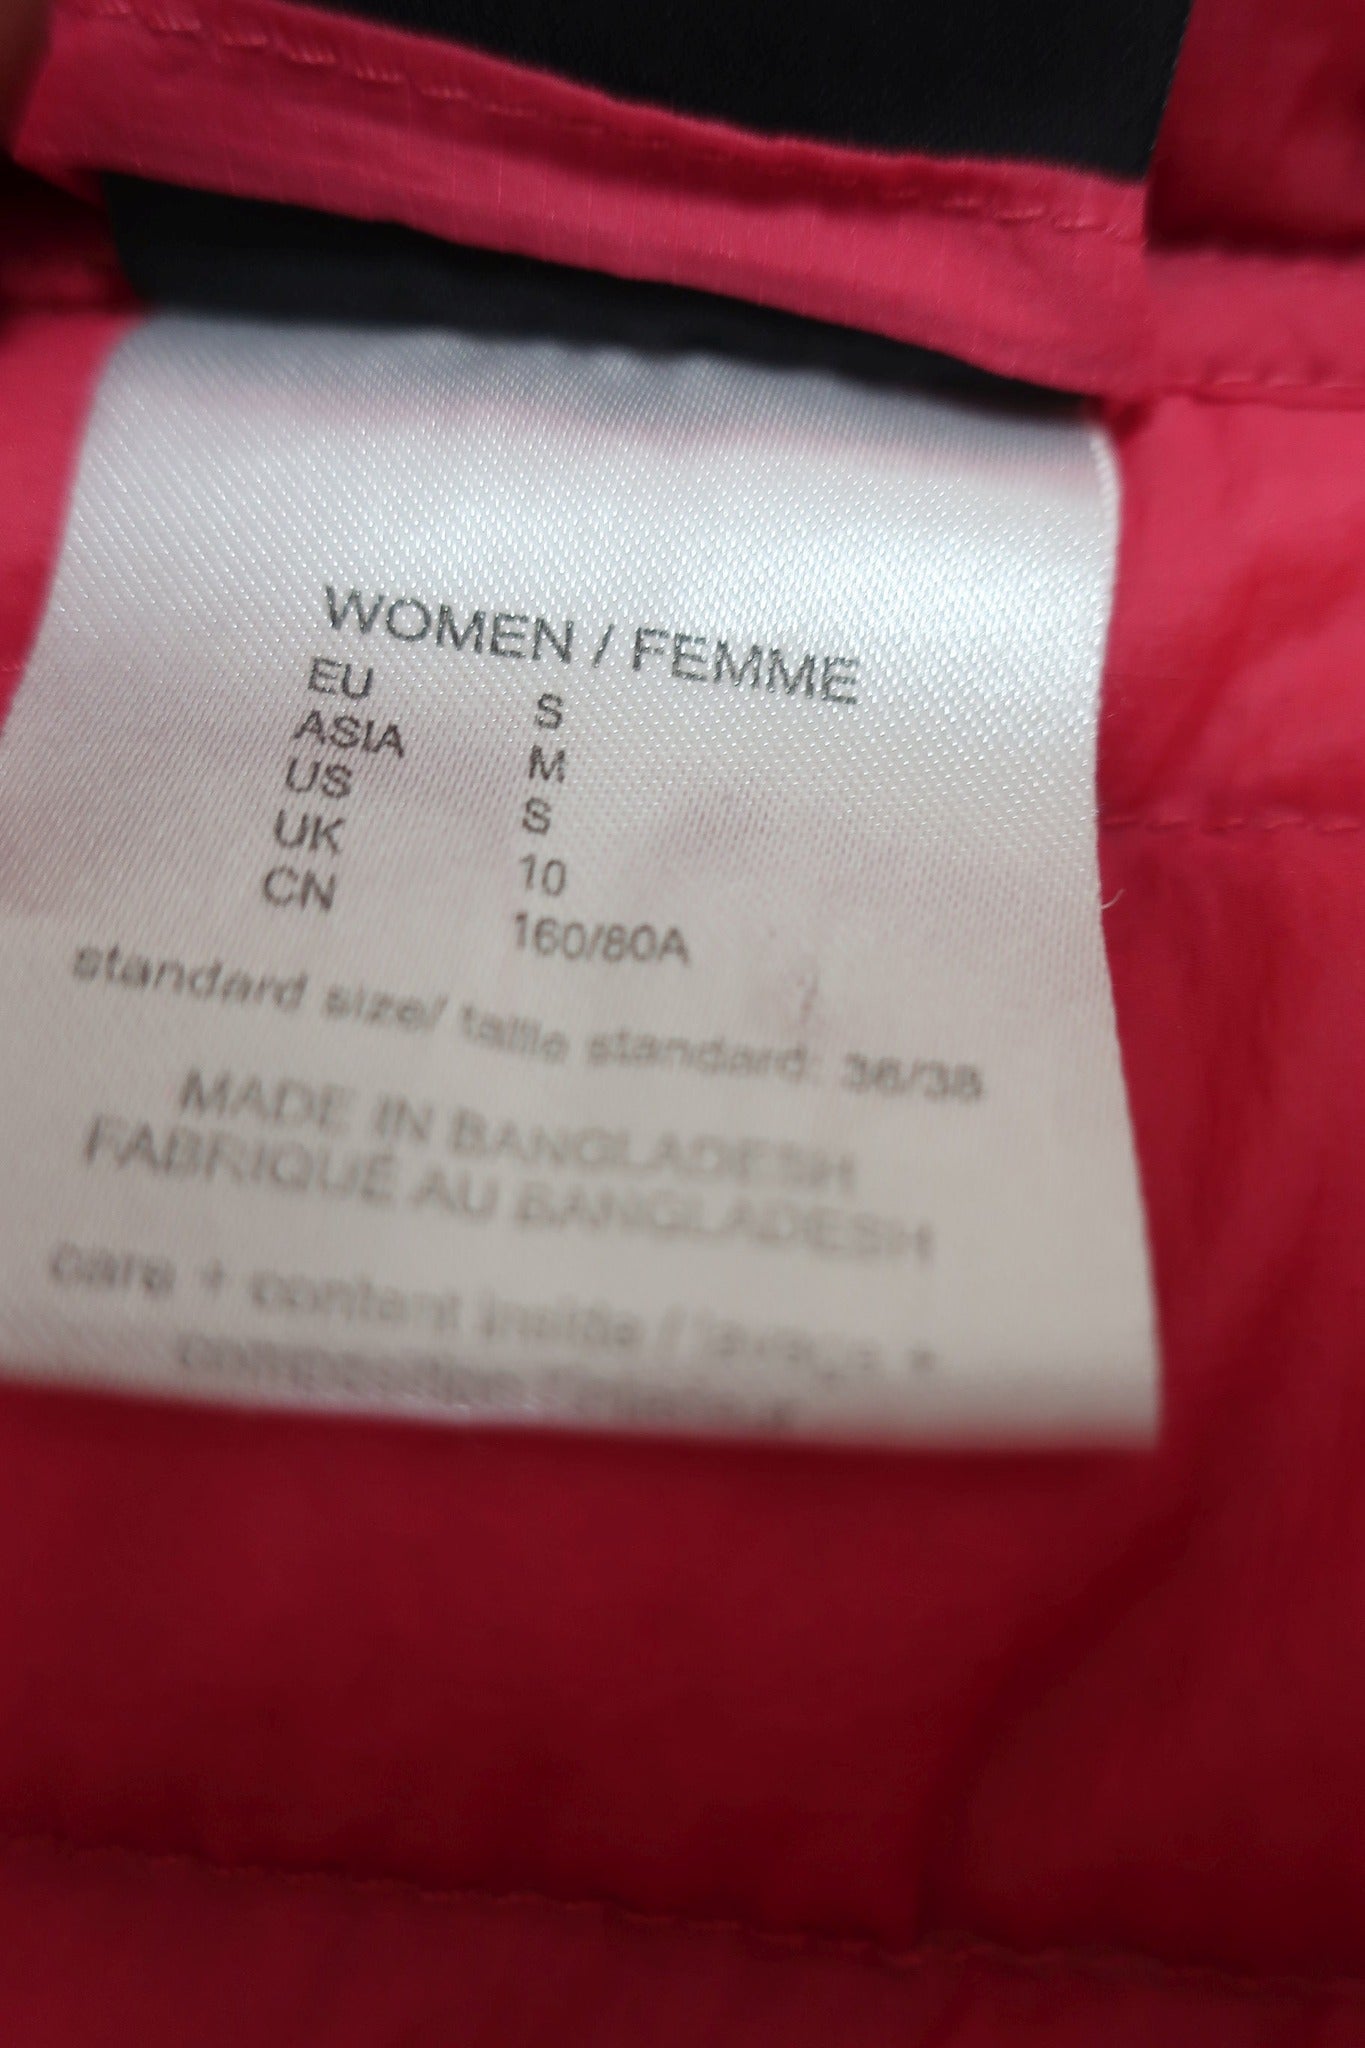 WOMEN / FEMME
EU S
ASIA M
US S
UK 10
CN 160/80A
standard size/ taille standard: 36/38
MADE IN BANGLADESH
FABRIQUÉ AU BANGLADESH
care + content inside / lavage +